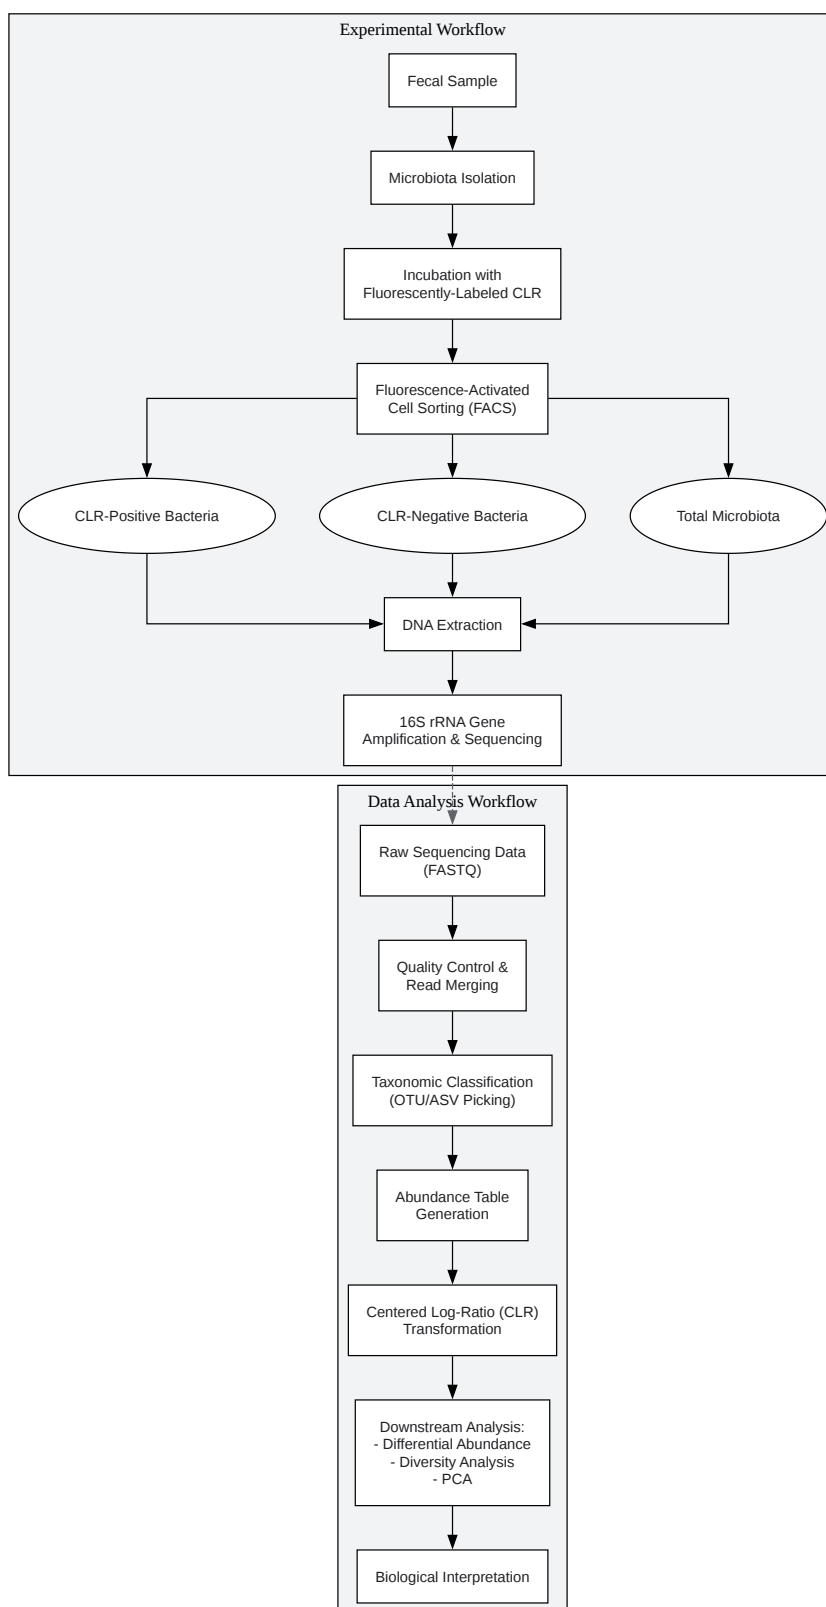 Experimental Workflow
Fecal Sample
Microbiota Isolation
Incubation with
Fluorescently-Labeled CLR
Fluorescence-Activated
Cell Sorting (FACS)
CLR-Positive Bacteria
CLR-Negative Bacteria
Total Microbiota
DNA Extraction
16S rRNA Gene
Amplification & Sequencing
Data Analysis Workflow
Raw Sequencing Data
(FASTQ)
Quality Control &
Read Merging
Taxonomic Classification
(OTU/ASV Picking)
Abundance Table
Generation
Centered Log-Ratio (CLR)
Transformation
Downstream Analysis:
- Differential Abundance
- Diversity Analysis
- PCA
Biological Interpretation